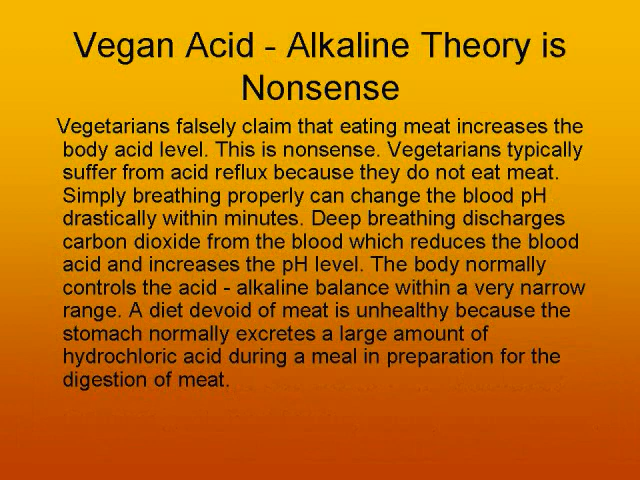 Vegan Acid - Alkaline Theory is
Nonsense
Vegetarians falsely claim that eating meat increases the
body acid level. This is nonsense. Vegetarians typically
suffer from acid reflux because they do not eat meat.
Simply breathing properly can change the blood pH
drastically within minutes. Deep breathing discharges
carbon dioxide from the blood which reduces the blood
acid and increases the pH level. The body normally
controls the acid - alkaline balance within a very narrow
range. A diet devoid of meat is unhealthy because the
stomach normally excretes a large amount of
hydrochloric acid during a meal in preparation for the
digestion of meat.